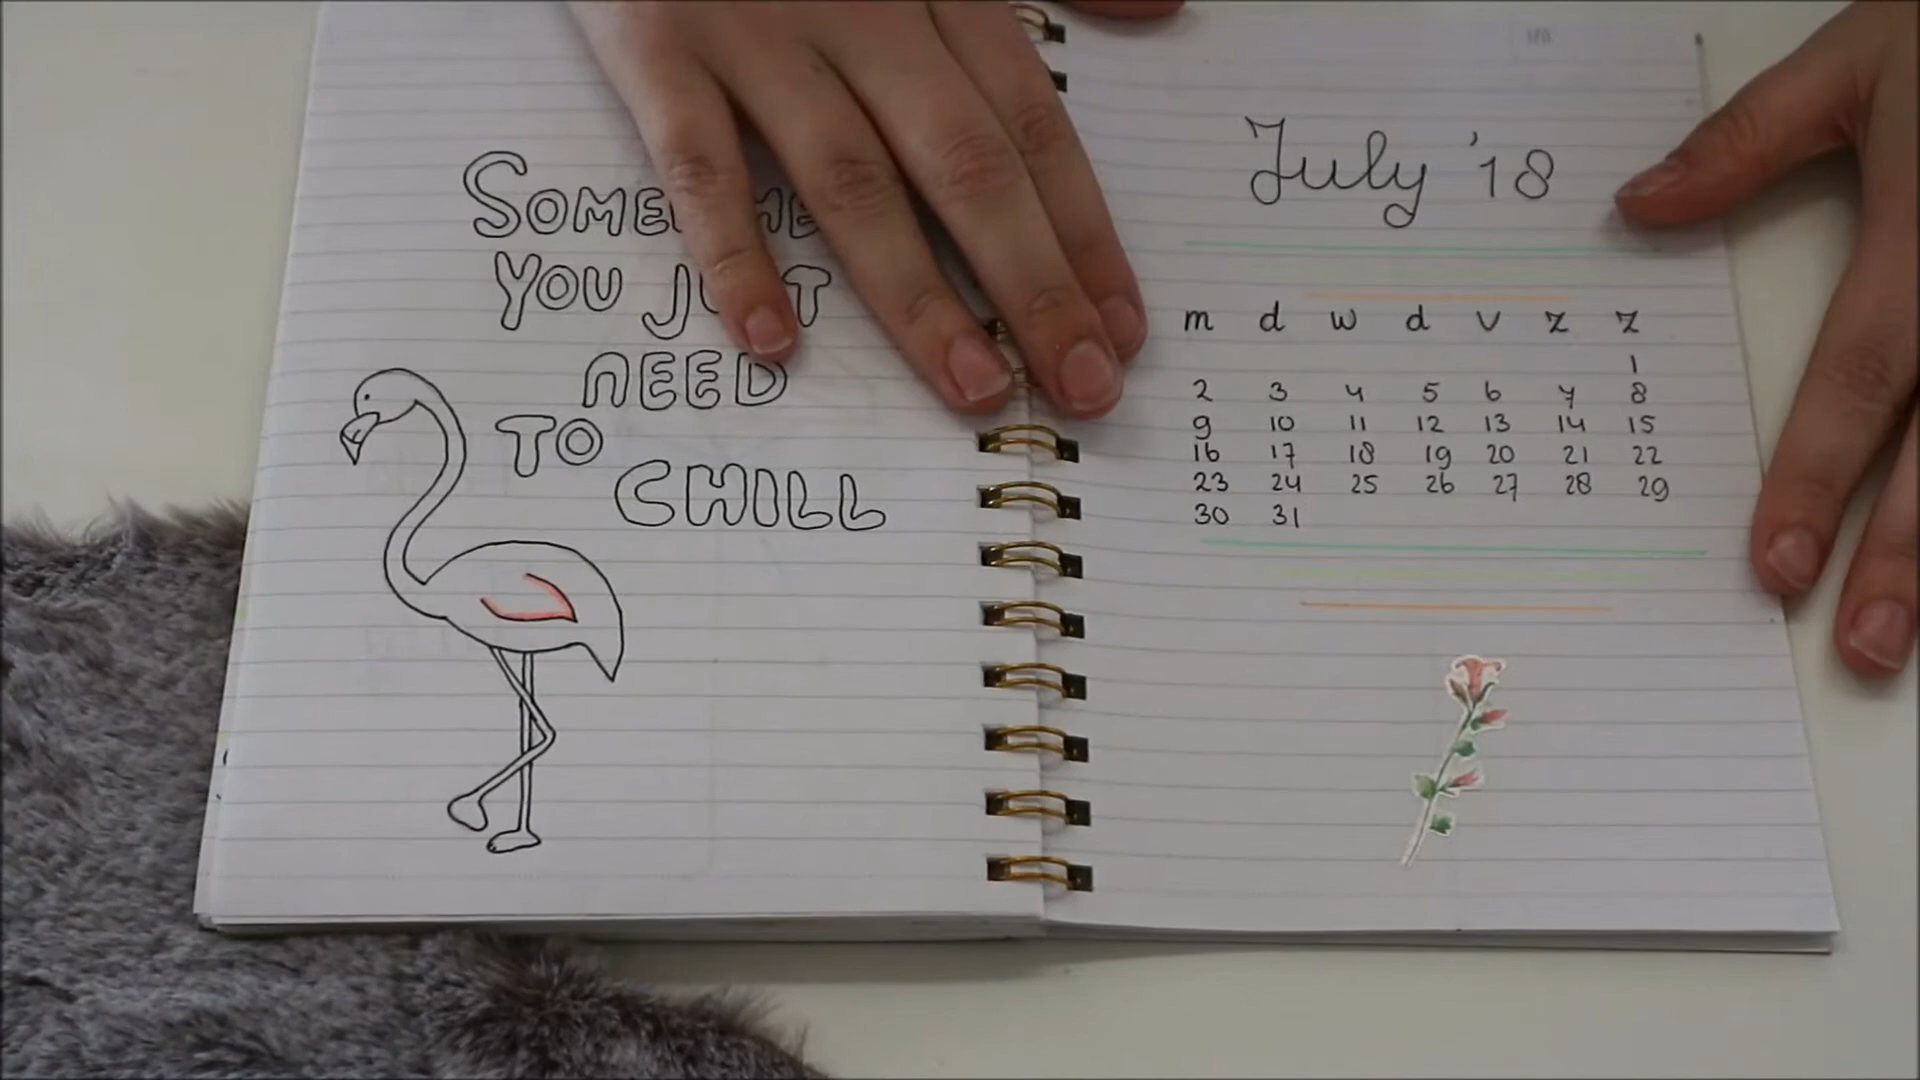 YOU
NEED
TO
CHILL
July '18
m d w d v z z
1
2 3 4 5 6 7 8
9 10 11 12 13 14 15
16 17 18 19 20 21 22
23 24 25 26 27 28 29
30 31